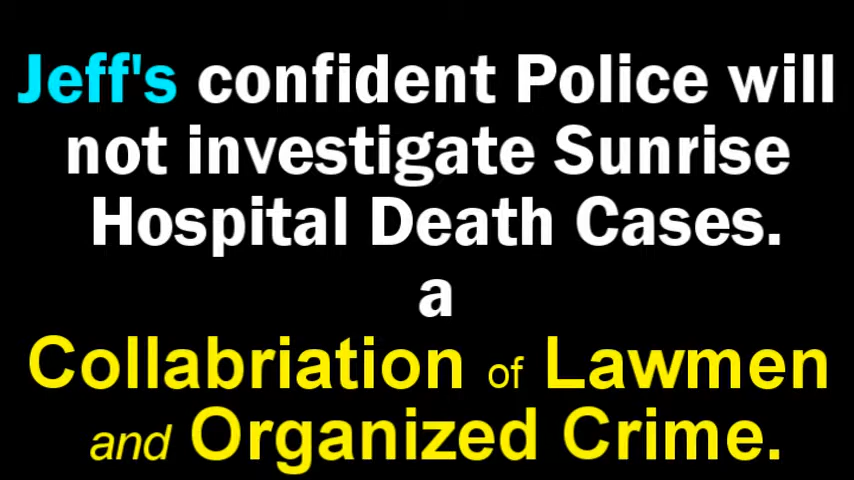 Jeff's confident Police will
not investigate Sunrise
Hospital Death Cases.
a
Collabriation of Lawmen
and Organized Crime.